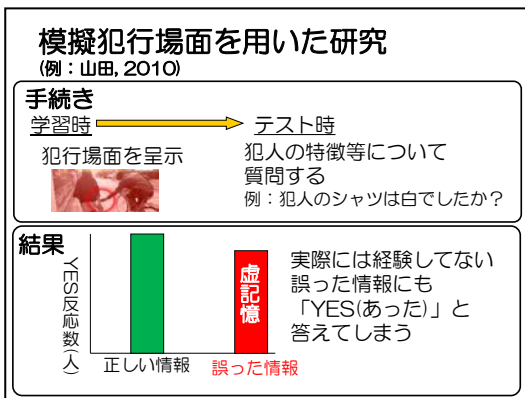 模擬犯行場面を用いた研究
(例：山田, 2010)
手続き
学習時
テスト時
犯行場面を呈示
犯人の特徴等について
質問する
例：犯人のシャツは白でしたか？
結果
YES反応数(人)
虚記憶
正しい情報
誤った情報
実際には経験してない
誤った情報にも
「YES(あった)」と
答えてしまう